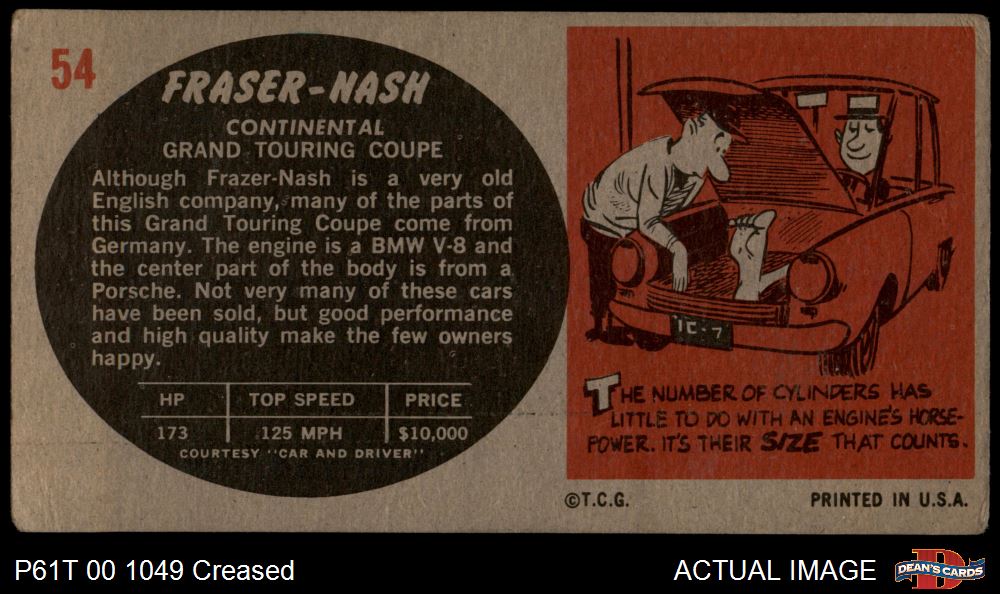 54
FRASER-NASH
CONTINENTAL
GRAND TOURING COUPE
Although Frazer-Nash is a very old
English company, many of the parts of
this Grand Touring Coupe come from
Germany. The engine is a BMW V-8 and
the center part of the body is from a
Porsche. Not very many of these cars
have been sold, but good performance
and high quality make the few owners
happy.
HP TOP SPEED PRICE
173 125 MPH $10,000
COURTESY "CAR AND DRIVER"
1C-7
THE NUMBER OF CYLINDERS HAS
LITTLE TO DO WITH AN ENGINE'S HORSE-
POWER. IT'S THEIR SIZE THAT COUNTS.
©T.C.G. PRINTED IN U.S.A.
P61T 00 1049 Creased ACTUAL IMAGE DEAN'S CARDS